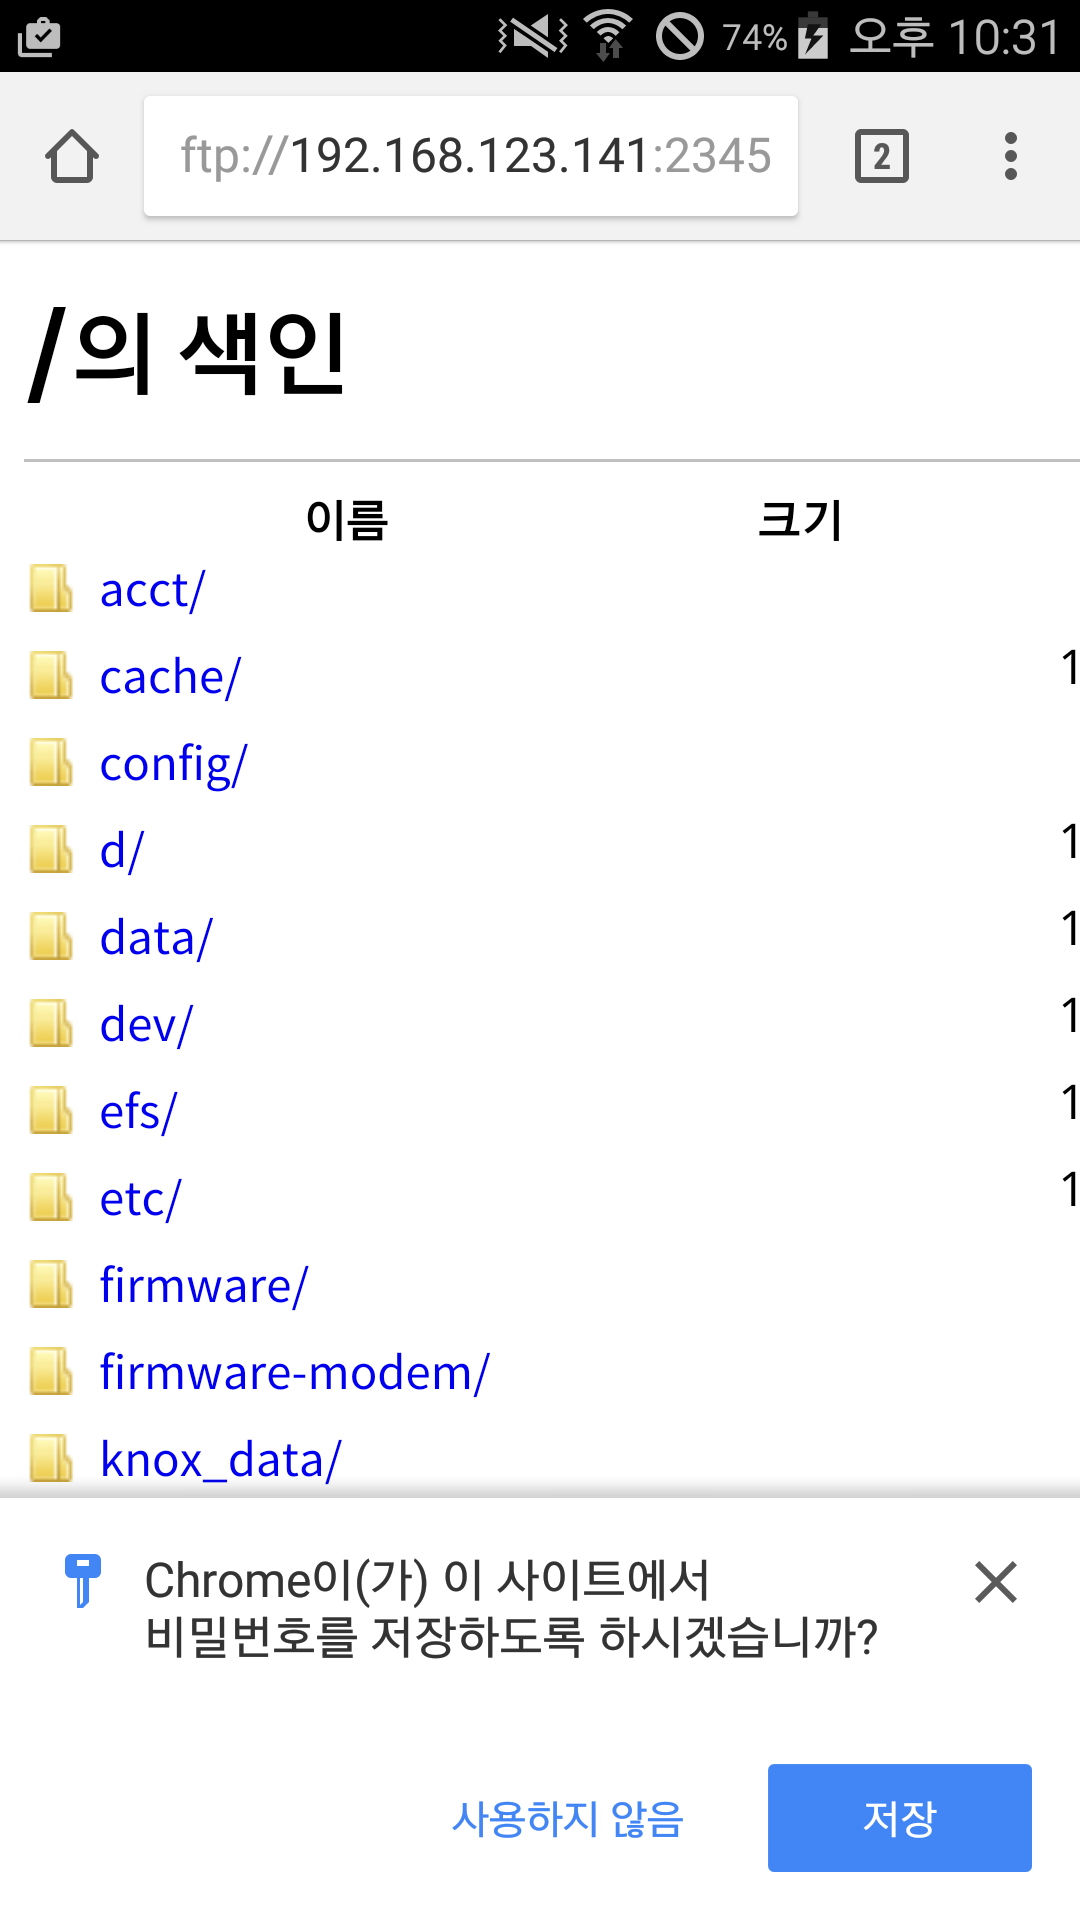 74% 오후 10:31
ftp://192.168.123.141:2345
2
/의 색인
이름 크기
acct/
cache/ 1
config/
d/ 1
data/ 1
dev/ 1
efs/ 1
etc/ 1
firmware/
firmware-modem/
knox_data/
Chrome이(가) 이 사이트에서
비밀번호를 저장하도록 하시겠습니까?
사용하지 않음 저장